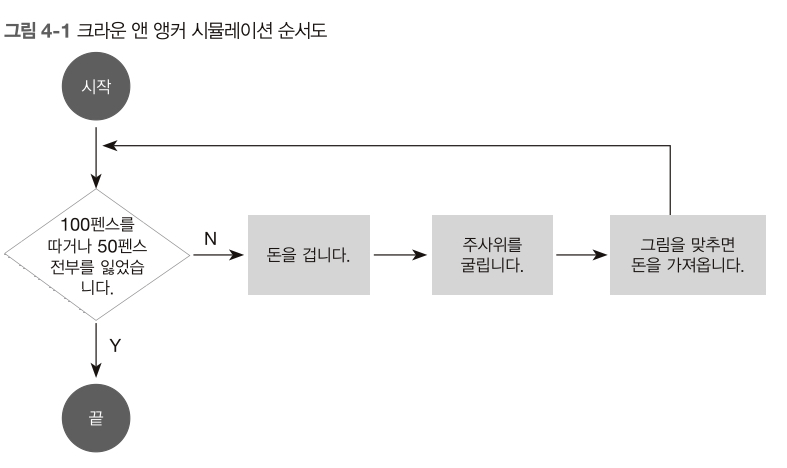 그림 4-1 크라운 앤 앵커 시뮬레이션 순서도
시작
100펜스를
따거나 50펜스
전부를 잃었습
니다.
N
돈을 겁니다.
주사위를
굴립니다.
그림을 맞추면
돈을 가져옵니다.
Y
끝